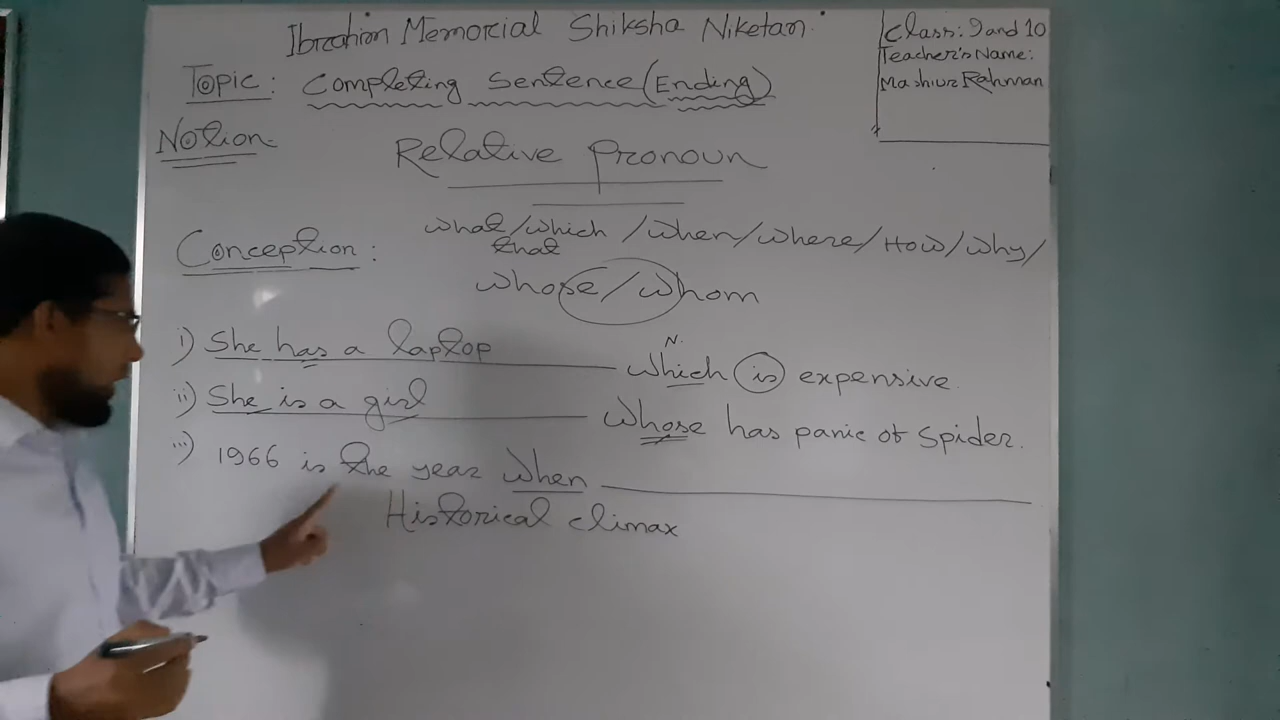 Ibrahim Memorial Shiksha Niketan
Class: 9 and 10
Teacher's Name:
Mashiur Rahman
Topic: Completing Sentence (Ending)
Notion
Relative Pronoun
Conception: what/which/when/where/How/why/
that
whose/whom
i) She has a laptop which is expensive.
N.
ii) She is a girl whose has panic of spider.
iii) 1966 is the year when
Historical climax